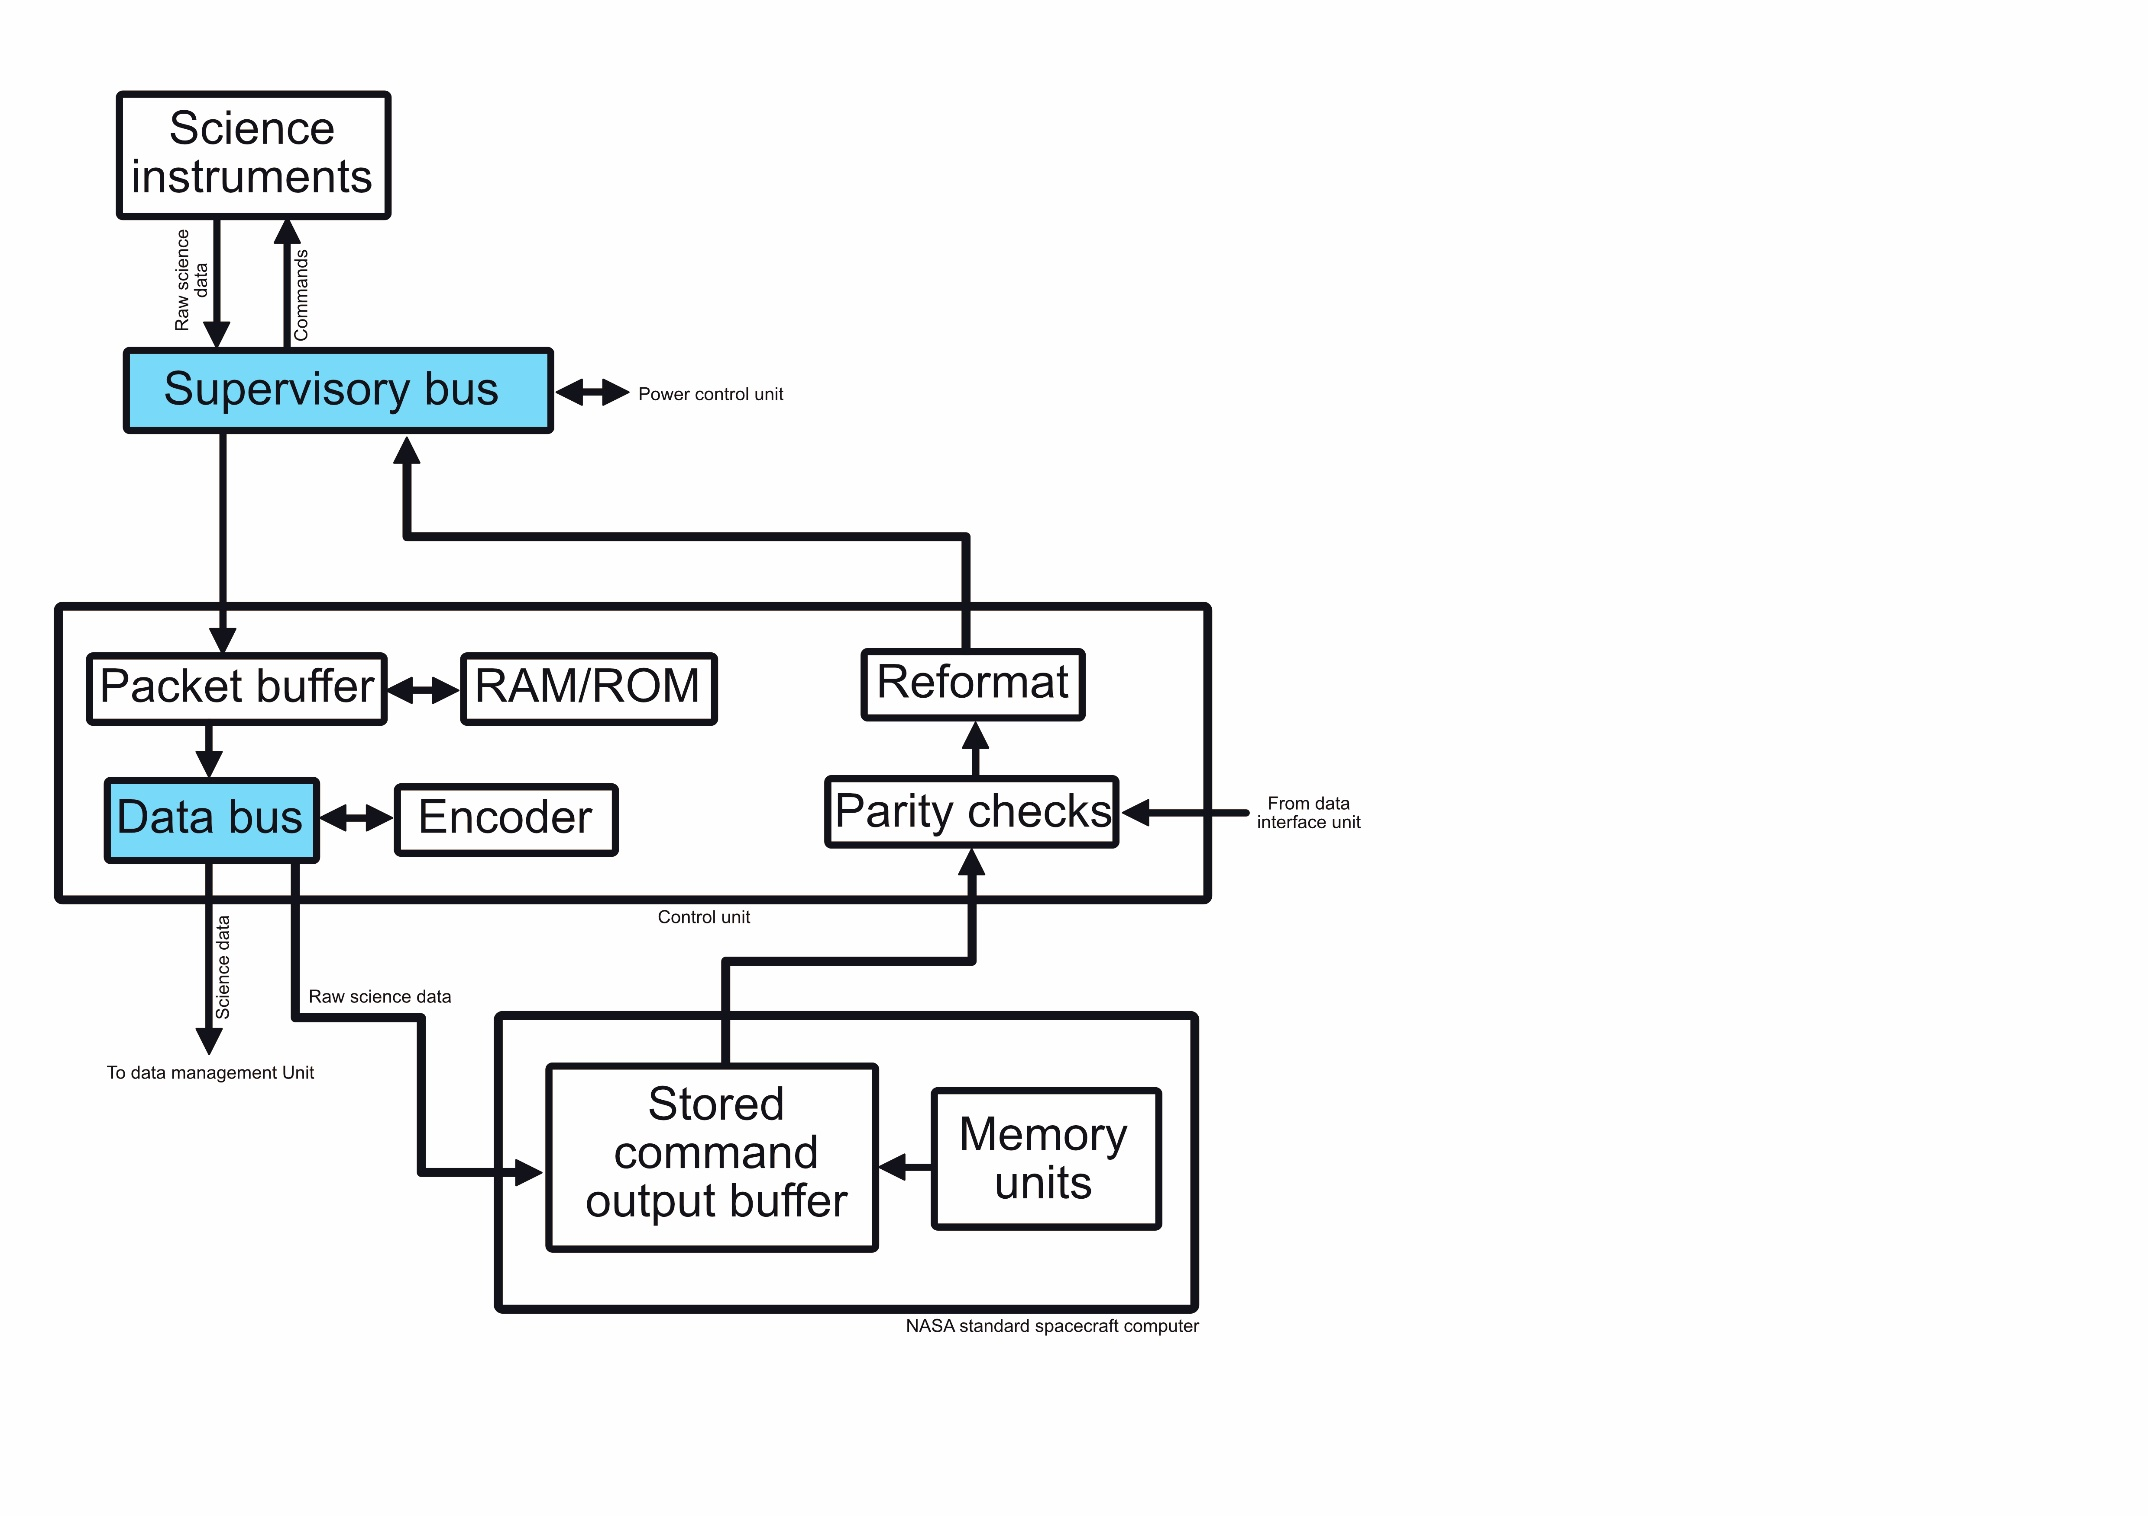 Science
instruments
Raw science
data
Commands
Supervisory bus
Power control unit
Packet buffer
RAM/ROM
Reformat
Data bus
Encoder
Parity checks
From data
interface unit
Control unit
Science data
Raw science data
To data management Unit
Stored
command
output buffer
Memory
units
NASA standard spacecraft computer